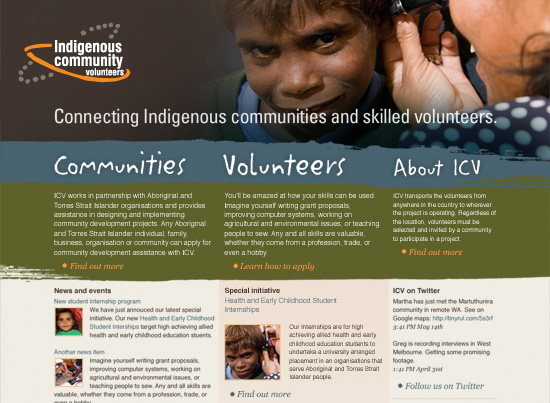 Indigenous
community
volunteers
Connecting Indigenous communities and skilled volunteers.
Communities
ICV works in partnership with Aboriginal and
Torres Strait Islander organisations and provides
assistance in designing and implementing
community development projects. Any Aboriginal
and Torres Strait Islander individual, family,
business, organisation or community can apply for
community development assistance with ICV.
Find out more
Volunteers
You'll be amazed at how your skills can be used.
Imagine yourself writing grant proposals,
improving computer systems, working on
agricultural and environmental issues, or teaching
people to sew. Any and all skills are valuable,
whether they come from a profession, trade, or
even a hobby.
Learn how to apply
About ICV
ICV transports the volunteers from
anywhere in the country to wherever
the project is operating. Regardless of
the location, volunteers must be
selected and invited by a community
to participate in a project.
Find out more
News and events
New student internship program
We have just annouced our latest special
initiative. Our new Health and Early Childhood
Student Interships target high achieving allied
health and early childhood education stuents.
Another news item
Imagine yourself writing grant proposals,
improving computer systems, working on
agricultural and environmental issues, or
teaching people to sew. Any and all skills are
valuable, whether they come from a profession, trade, or
even a hobby.
Special initiative
Health and Early Childhood Student
Internships
Our internships are for high
achieving allied health and early
childhood education students to
undertake a university arranged
placement in an organisations that
serve Aboriginal and Torres Strait
Islander people.
Find out more
ICV on Twitter
Martha has just met the Martuthunira
community in remote WA. See on
Google maps: http://tinyrul.com/5s3rf
3:41 PM May 14th
Greg is recording interviews in West
Melbourne. Getting some promising
footage.
1:41 PM April 31st
Follow us on Twitter